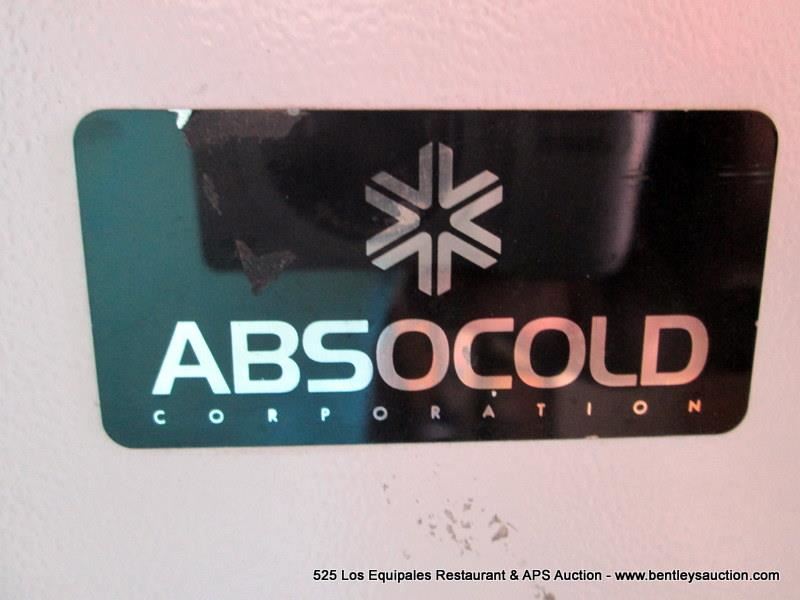 ABSOCOLD
CORPORATION
525 Los Equipales Restaurant & APS Auction - www.bentleysauction.com